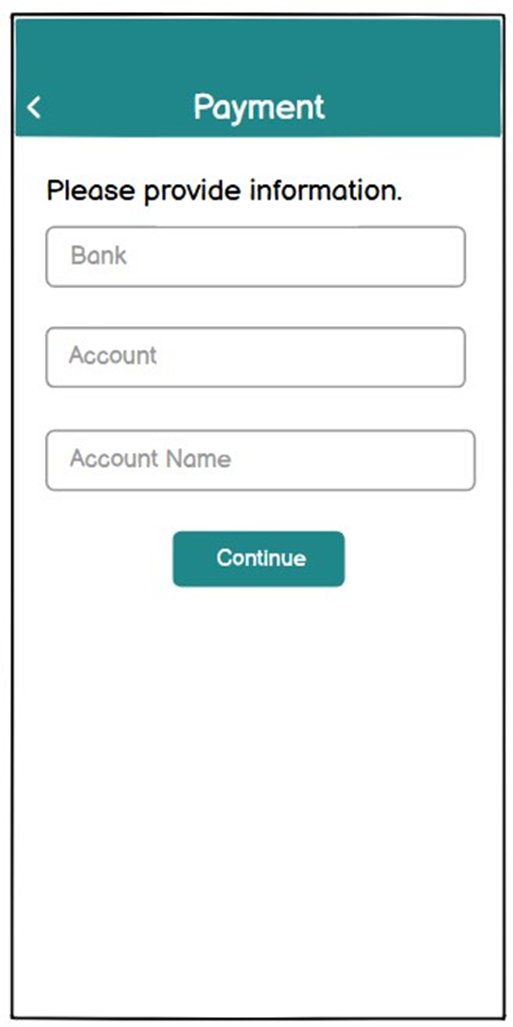 Payment
Please provide information.
Bank
Account
Account Name
Continue